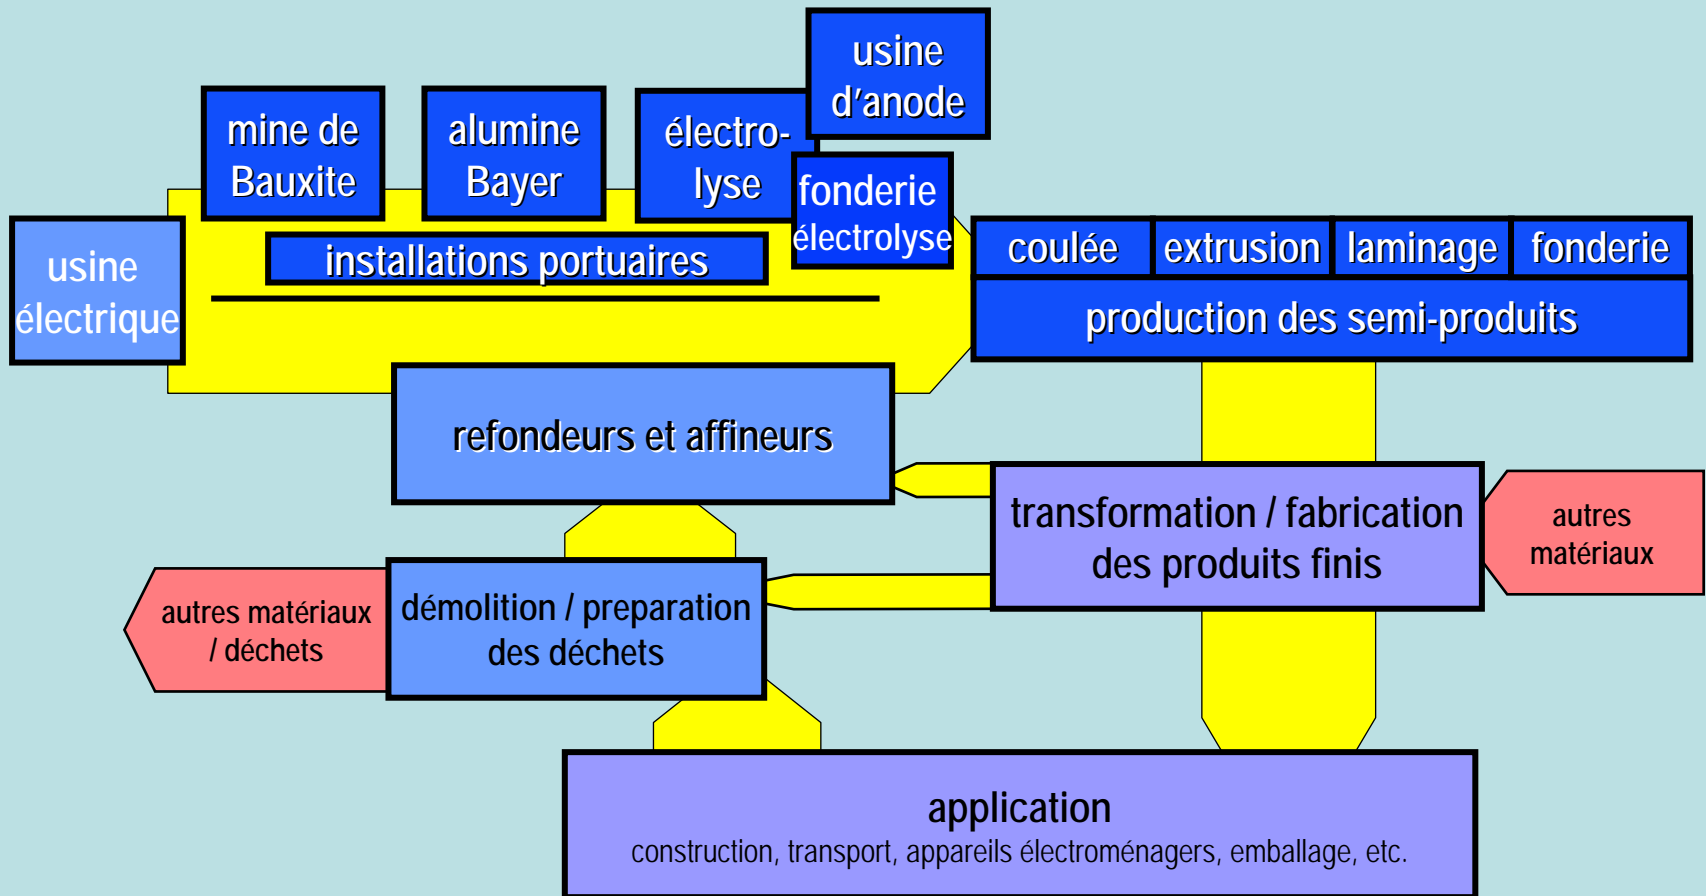 usine
d'anode
mine de
Bauxite
alumine
Bayer
électro-
lyse
fonderie
électrolyse
usine
électrique
installations portuaires
coulée
extrusion
laminage
fonderie
production des semi-produits
refondeurs et affineurs
transformation / fabrication
des produits finis
autres
matériaux
autres matériaux
/ déchets
démolition / preparation
des déchets
application
construction, transport, appareils électroménagers, emballage, etc.